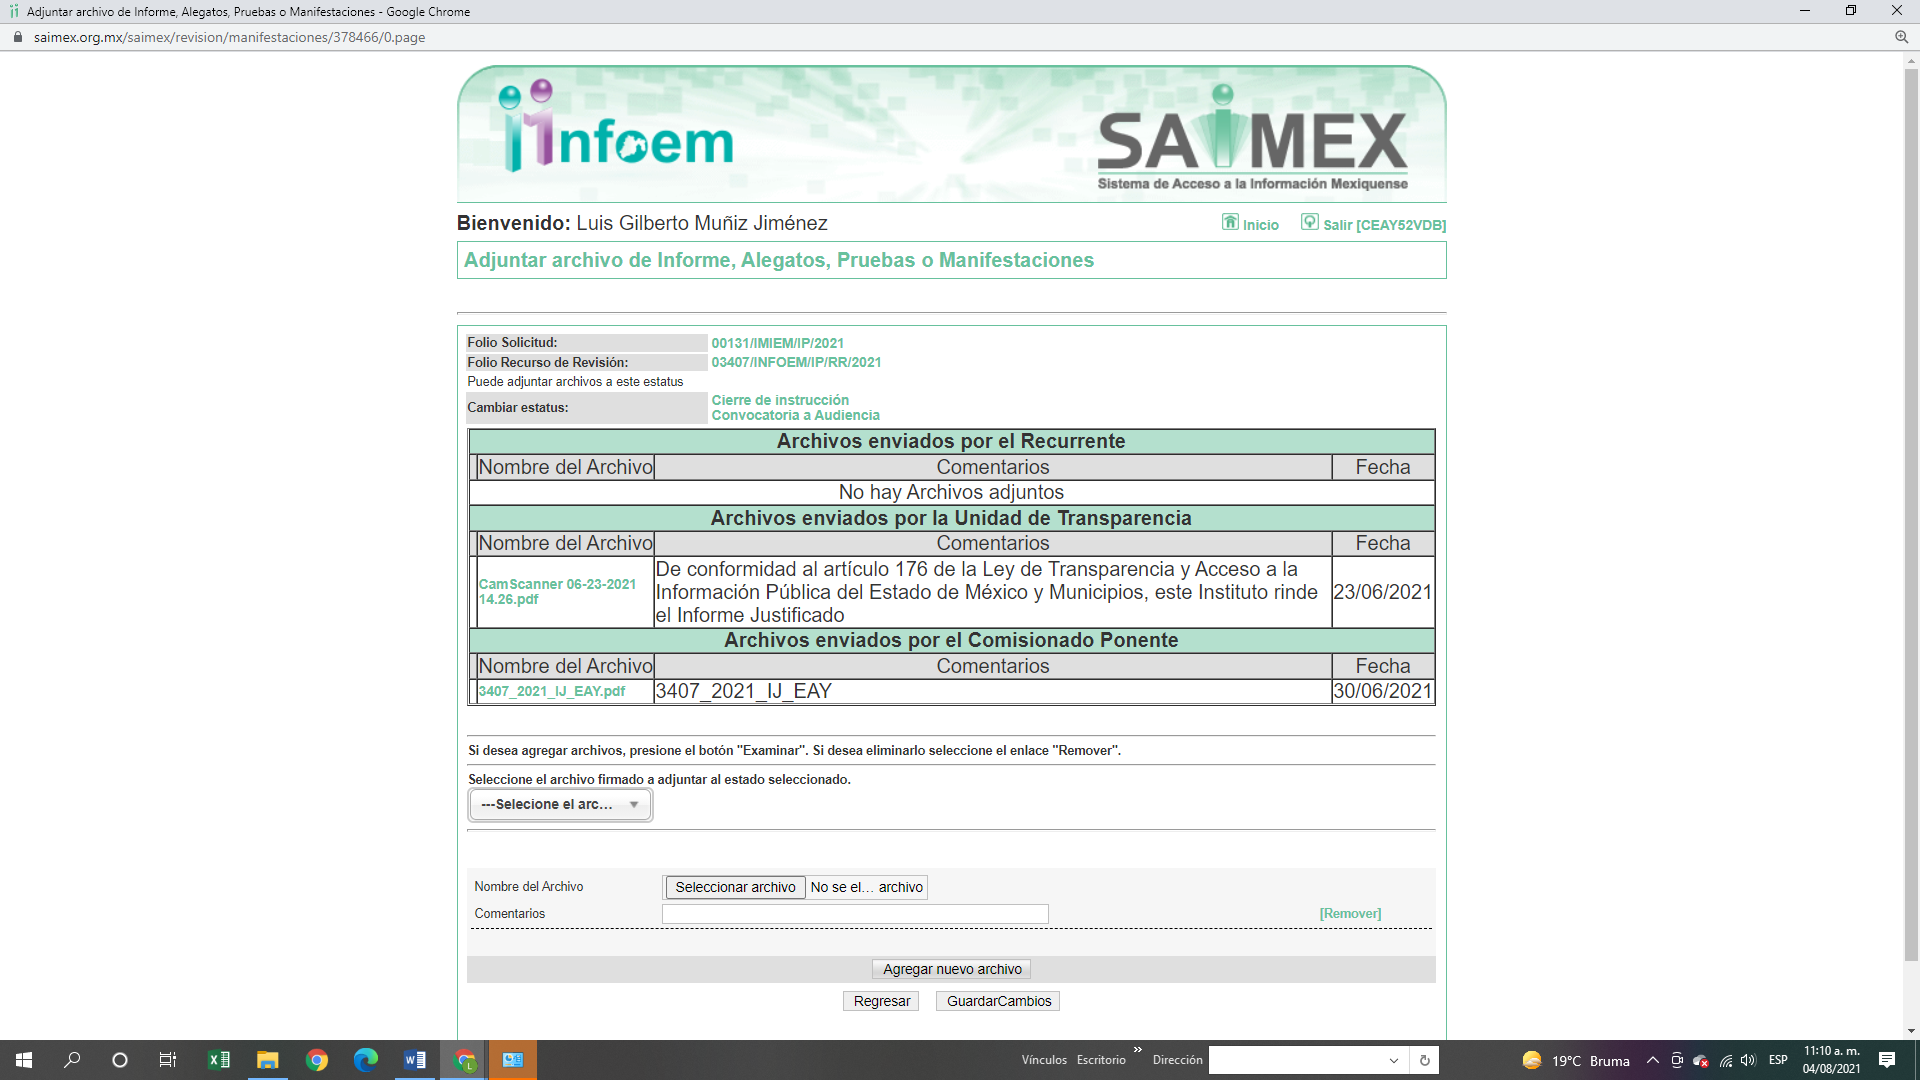 Adjuntar archivo de Informe, Alegatos, Pruebas o Manifestaciones - Google Chrome
saimex.org.mx/saimex/revision/manifestaciones/378466/0.page
infoem
SAIMEX
Sistema de Acceso a la Información Mexiquense
Bienvenido: Luis Gilberto Muñiz Jiménez
Inicio
Salir [CEAY52VDB]
Adjuntar archivo de Informe, Alegatos, Pruebas o Manifestaciones
Folio Solicitud: 00131/IMIEM/IP/2021
Folio Recurso de Revisión: 03407/INFOEM/IP/RR/2021
Puede adjuntar archivos a este estatus
Cambiar estatus:
Cierre de instrucción
Convocatoria a Audiencia
Archivos enviados por el Recurrente
Nombre del Archivo Comentarios Fecha
No hay Archivos adjuntos
Archivos enviados por la Unidad de Transparencia
Nombre del Archivo Comentarios Fecha
CamScanner 06-23-2021
14.26.pdf
De conformidad al artículo 176 de la Ley de Transparencia y Acceso a la
Información Pública del Estado de México y Municipios, este Instituto rinde
el Informe Justificado
23/06/2021
Archivos enviados por el Comisionado Ponente
Nombre del Archivo Comentarios Fecha
3407_2021_IJ_EAY.pdf 3407_2021_IJ_EAY 30/06/2021
Si desea agregar archivos, presione el botón "Examinar". Si desea eliminarlo seleccione el enlace "Remover".
Seleccione el archivo firmado a adjuntar al estado seleccionado.
---Selecione el arc...
Nombre del Archivo Seleccionar archivo No se el... archivo
Comentarios [Remover]
Agregar nuevo archivo
Regresar GuardarCambios
Vínculos Escritorio » Dirección
19°C Bruma
ESP
11:10 a. m.
04/08/2021